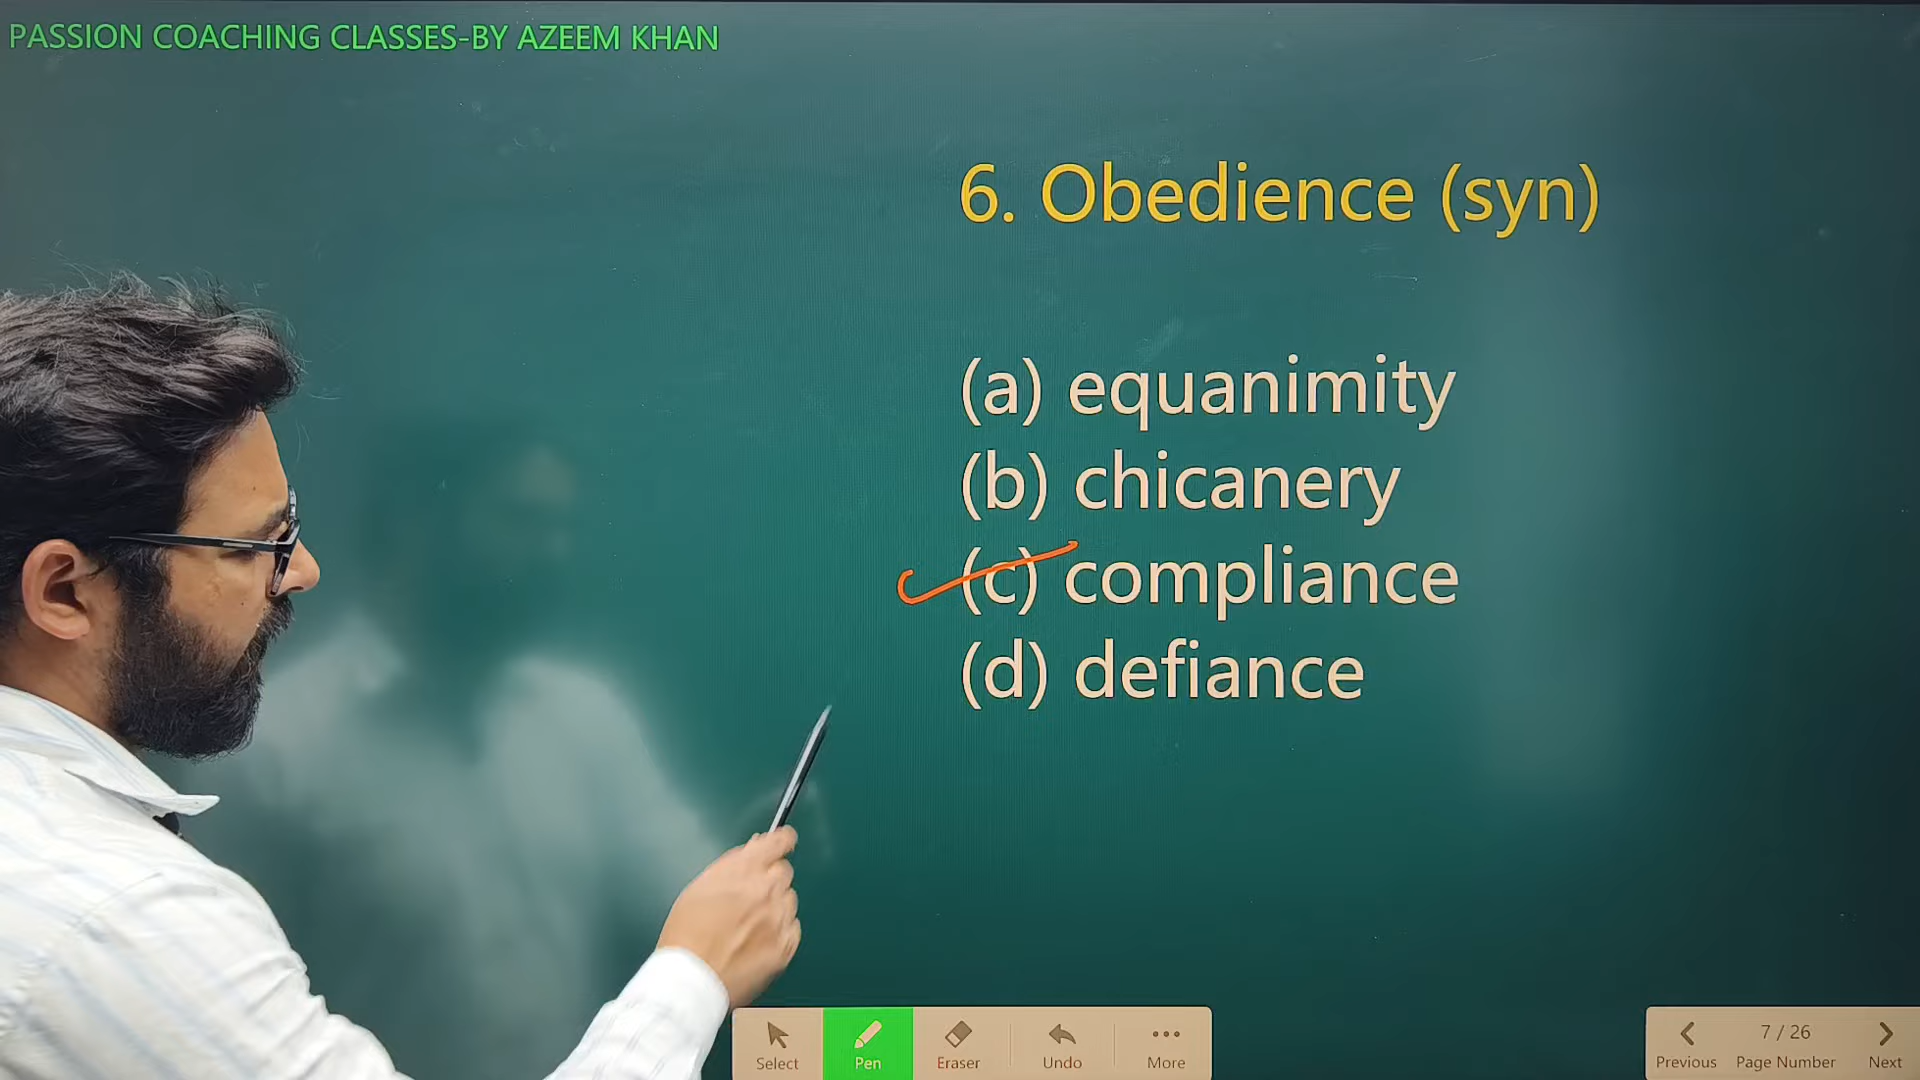 PASSION COACHING CLASSES-BY AZEEM KHAN
6. Obedience (syn)
(a) equanimity
(b) chicanery
(c) compliance
(d) defiance
Select
Pen
Eraser
Undo
More
7 / 26
Previous
Page Number
Next